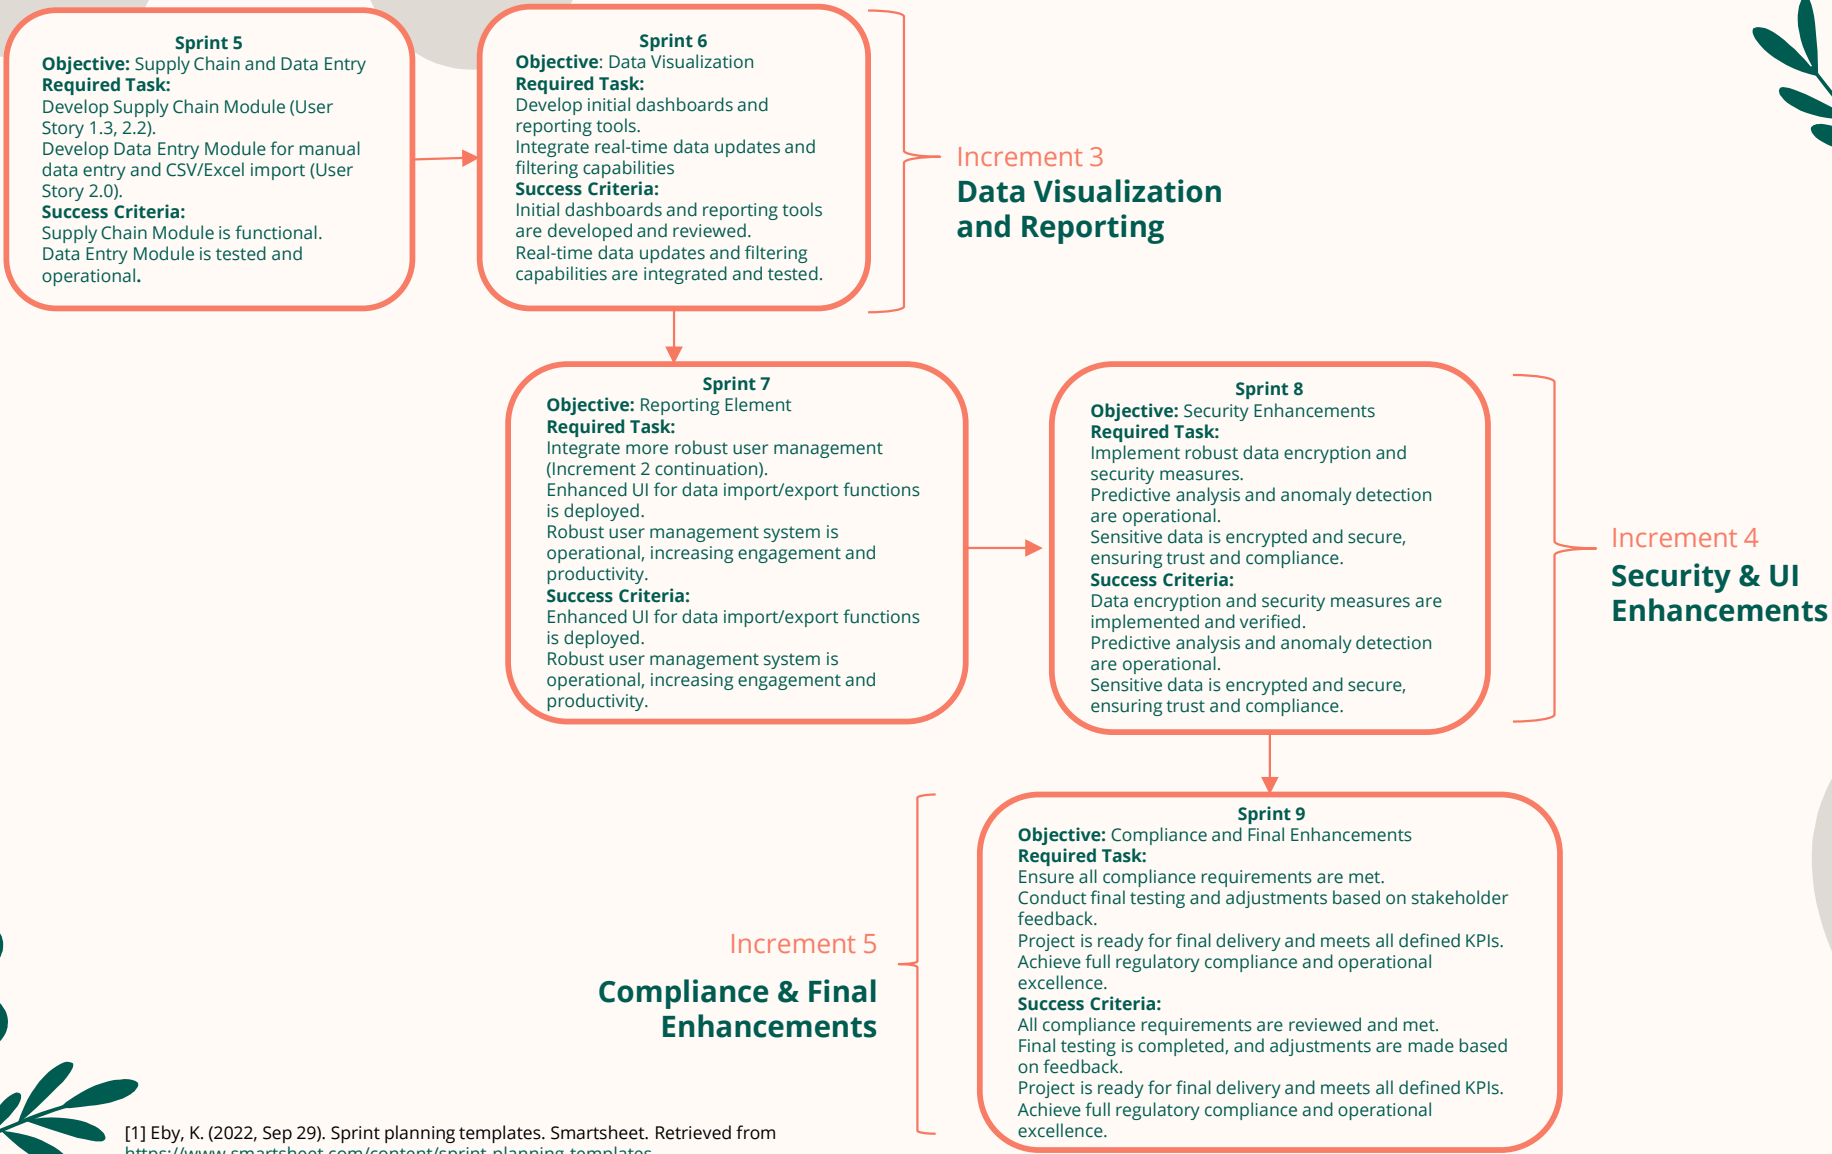 Sprint 5
Objective: Supply Chain and Data Entry
Required Task:
Develop Supply Chain Module (User
Story 1.3, 2.2).
Develop Data Entry Module for manual
data entry and CSV/Excel import (User
Story 2.0).
Success Criteria:
Supply Chain Module is functional.
Data Entry Module is tested and
operational.
Sprint 6
Objective: Data Visualization
Required Task:
Develop initial dashboards and
reporting tools.
Integrate real-time data updates and
filtering capabilities
Success Criteria:
Initial dashboards and reporting tools
are developed and reviewed.
Real-time data updates and filtering
capabilities are integrated and tested.
Increment 3
Data Visualization
and Reporting
Sprint 7
Objective: Reporting Element
Required Task:
Integrate more robust user management
(Increment 2 continuation).
Enhanced UI for data import/export functions
is deployed.
Robust user management system is
operational, increasing engagement and
productivity.
Success Criteria:
Enhanced UI for data import/export functions
is deployed.
Robust user management system is
operational, increasing engagement and
productivity.
Sprint 8
Objective: Security Enhancements
Required Task:
Implement robust data encryption and
security measures.
Predictive analysis and anomaly detection
are operational.
Sensitive data is encrypted and secure,
ensuring trust and compliance.
Success Criteria:
Data encryption and security measures are
implemented and verified.
Predictive analysis and anomaly detection
are operational.
Sensitive data is encrypted and secure,
ensuring trust and compliance.
Increment 4
Security & UI
Enhancements
Increment 5
Compliance & Final
Enhancements
Sprint 9
Objective: Compliance and Final Enhancements
Required Task:
Ensure all compliance requirements are met.
Conduct final testing and adjustments based on stakeholder
feedback.
Project is ready for final delivery and meets all defined KPIs.
Achieve full regulatory compliance and operational
excellence.
Success Criteria:
All compliance requirements are reviewed and met.
Final testing is completed, and adjustments are made based
on feedback.
Project is ready for final delivery and meets all defined KPIs.
Achieve full regulatory compliance and operational
excellence.
[1] Eby, K. (2022, Sep 29). Sprint planning templates. Smartsheet. Retrieved from
https://www.smartsheet.com/content/sprint-planning-templates